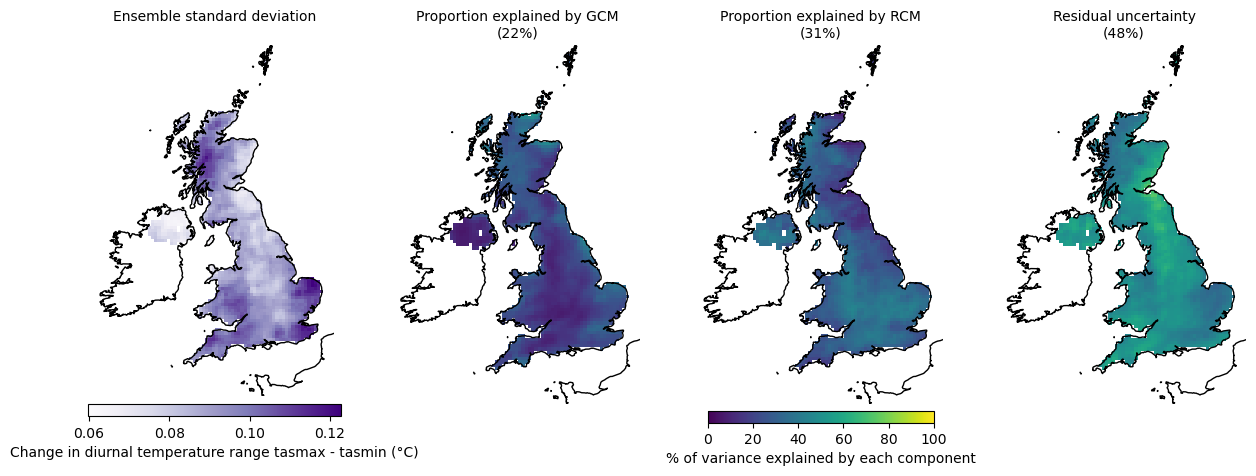 Ensemble standard deviation
Proportion explained by GCM
(22%)
Proportion explained by RCM
(31%)
Residual uncertainty
(48%)
0.06 0.08 0.10 0.12
Change in diurnal temperature range tasmax - tasmin (°C)
0 20 40 60 80 100
% of variance explained by each component